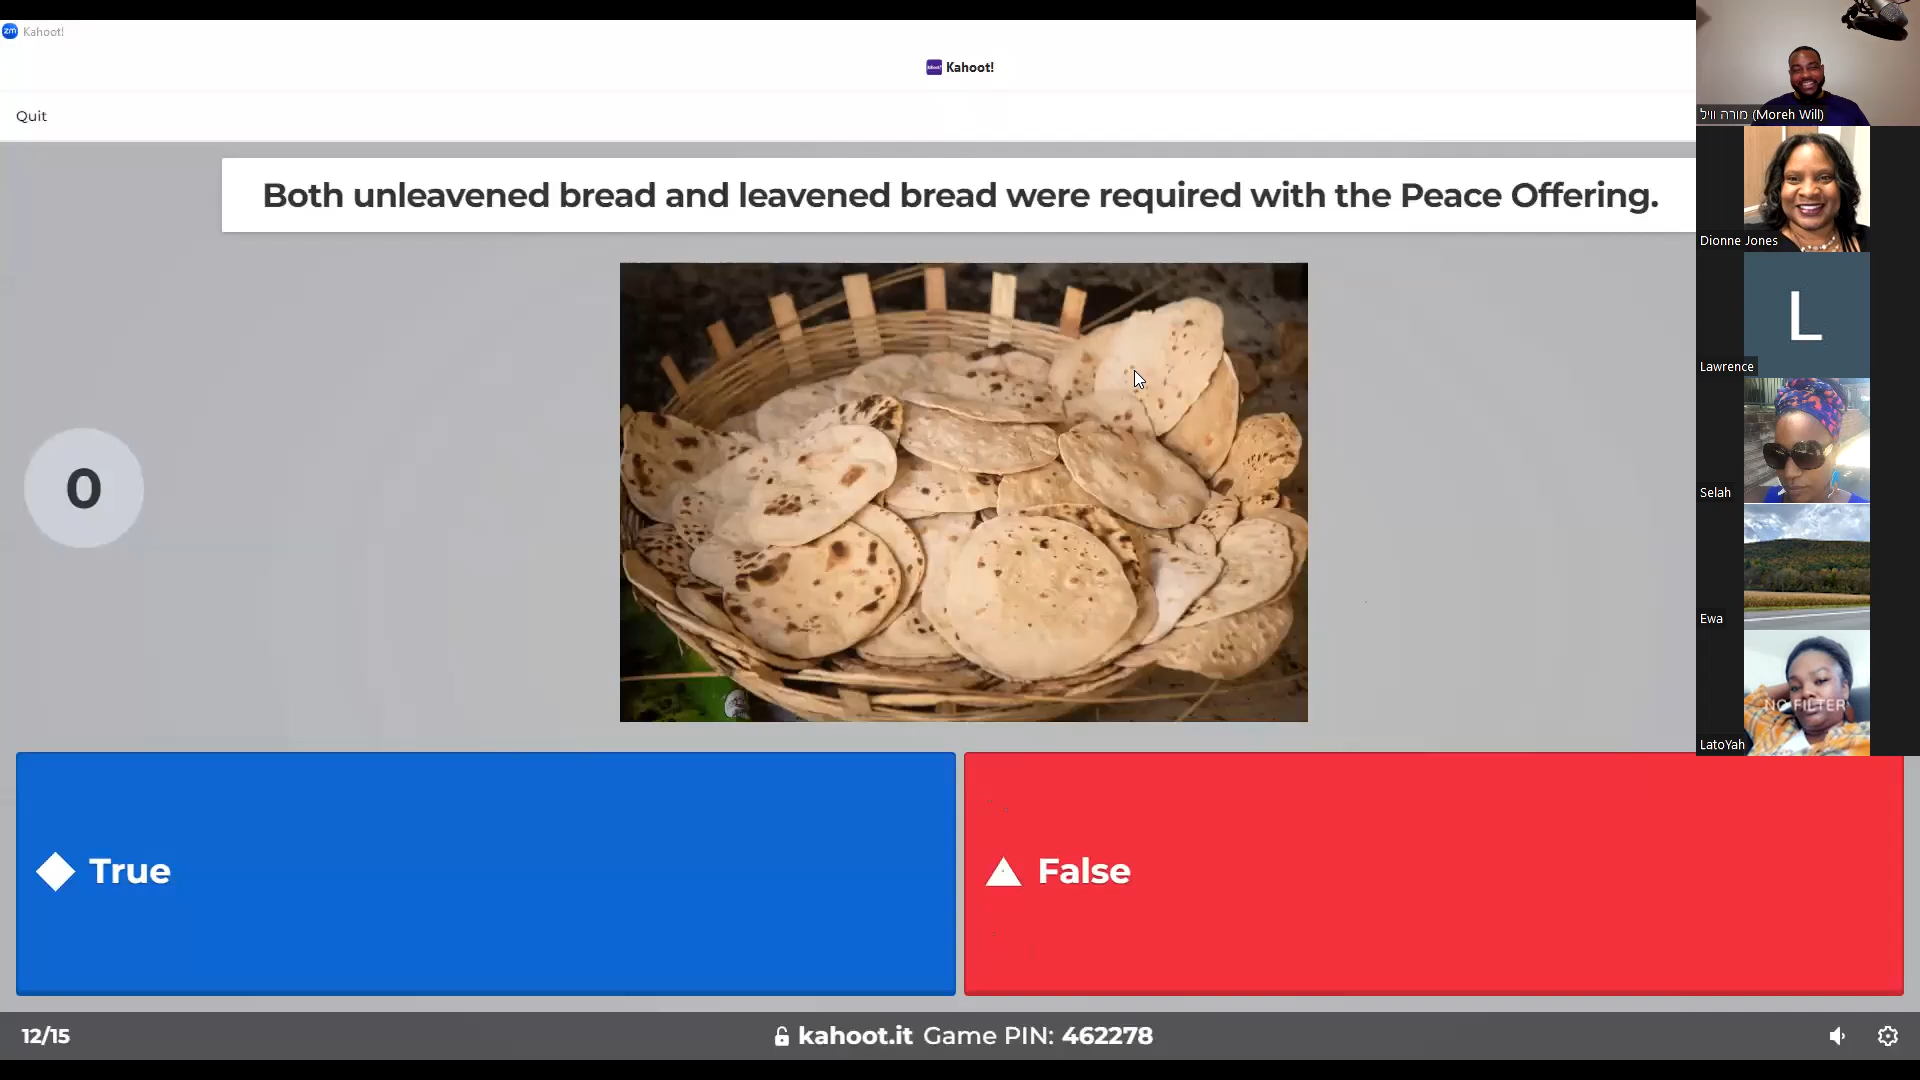 zm Kahoot!
Kahoot!
Quit
Both unleavened bread and leavened bread were required with the Peace Offering.
0
True
False
12/15
kahoot.it Game PIN: 462278
מורה וויל (Moreh Will)
Dionne Jones
L
Lawrence
Selah
Ewa
NO FILTER
LatoYah